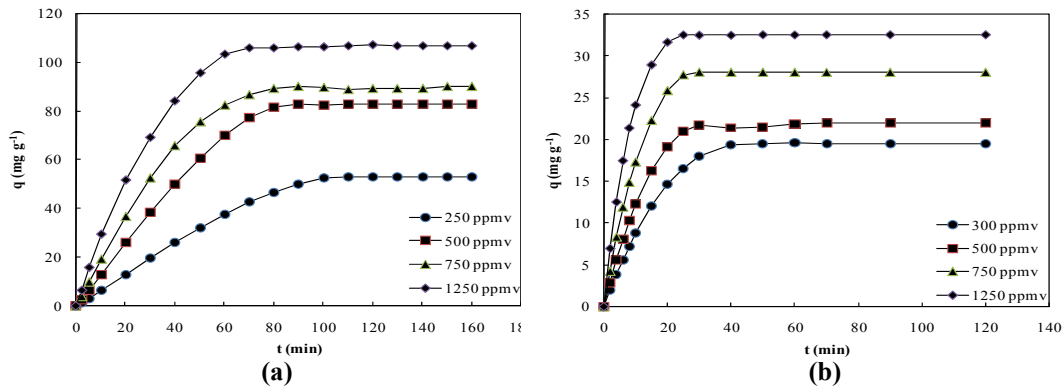 120
100
80
60
40
20
0
q (mg g⁻¹)
250 ppmv
500 ppmv
750 ppmv
1250 ppmv
0 20 40 60 80 100 120 140 160 18
t (min)
(a)
35
30
25
20
15
10
5
0
q (mg g⁻¹)
300 ppmv
500 ppmv
750 ppmv
1250 ppmv
0 20 40 60 80 100 120 140
t (min)
(b)